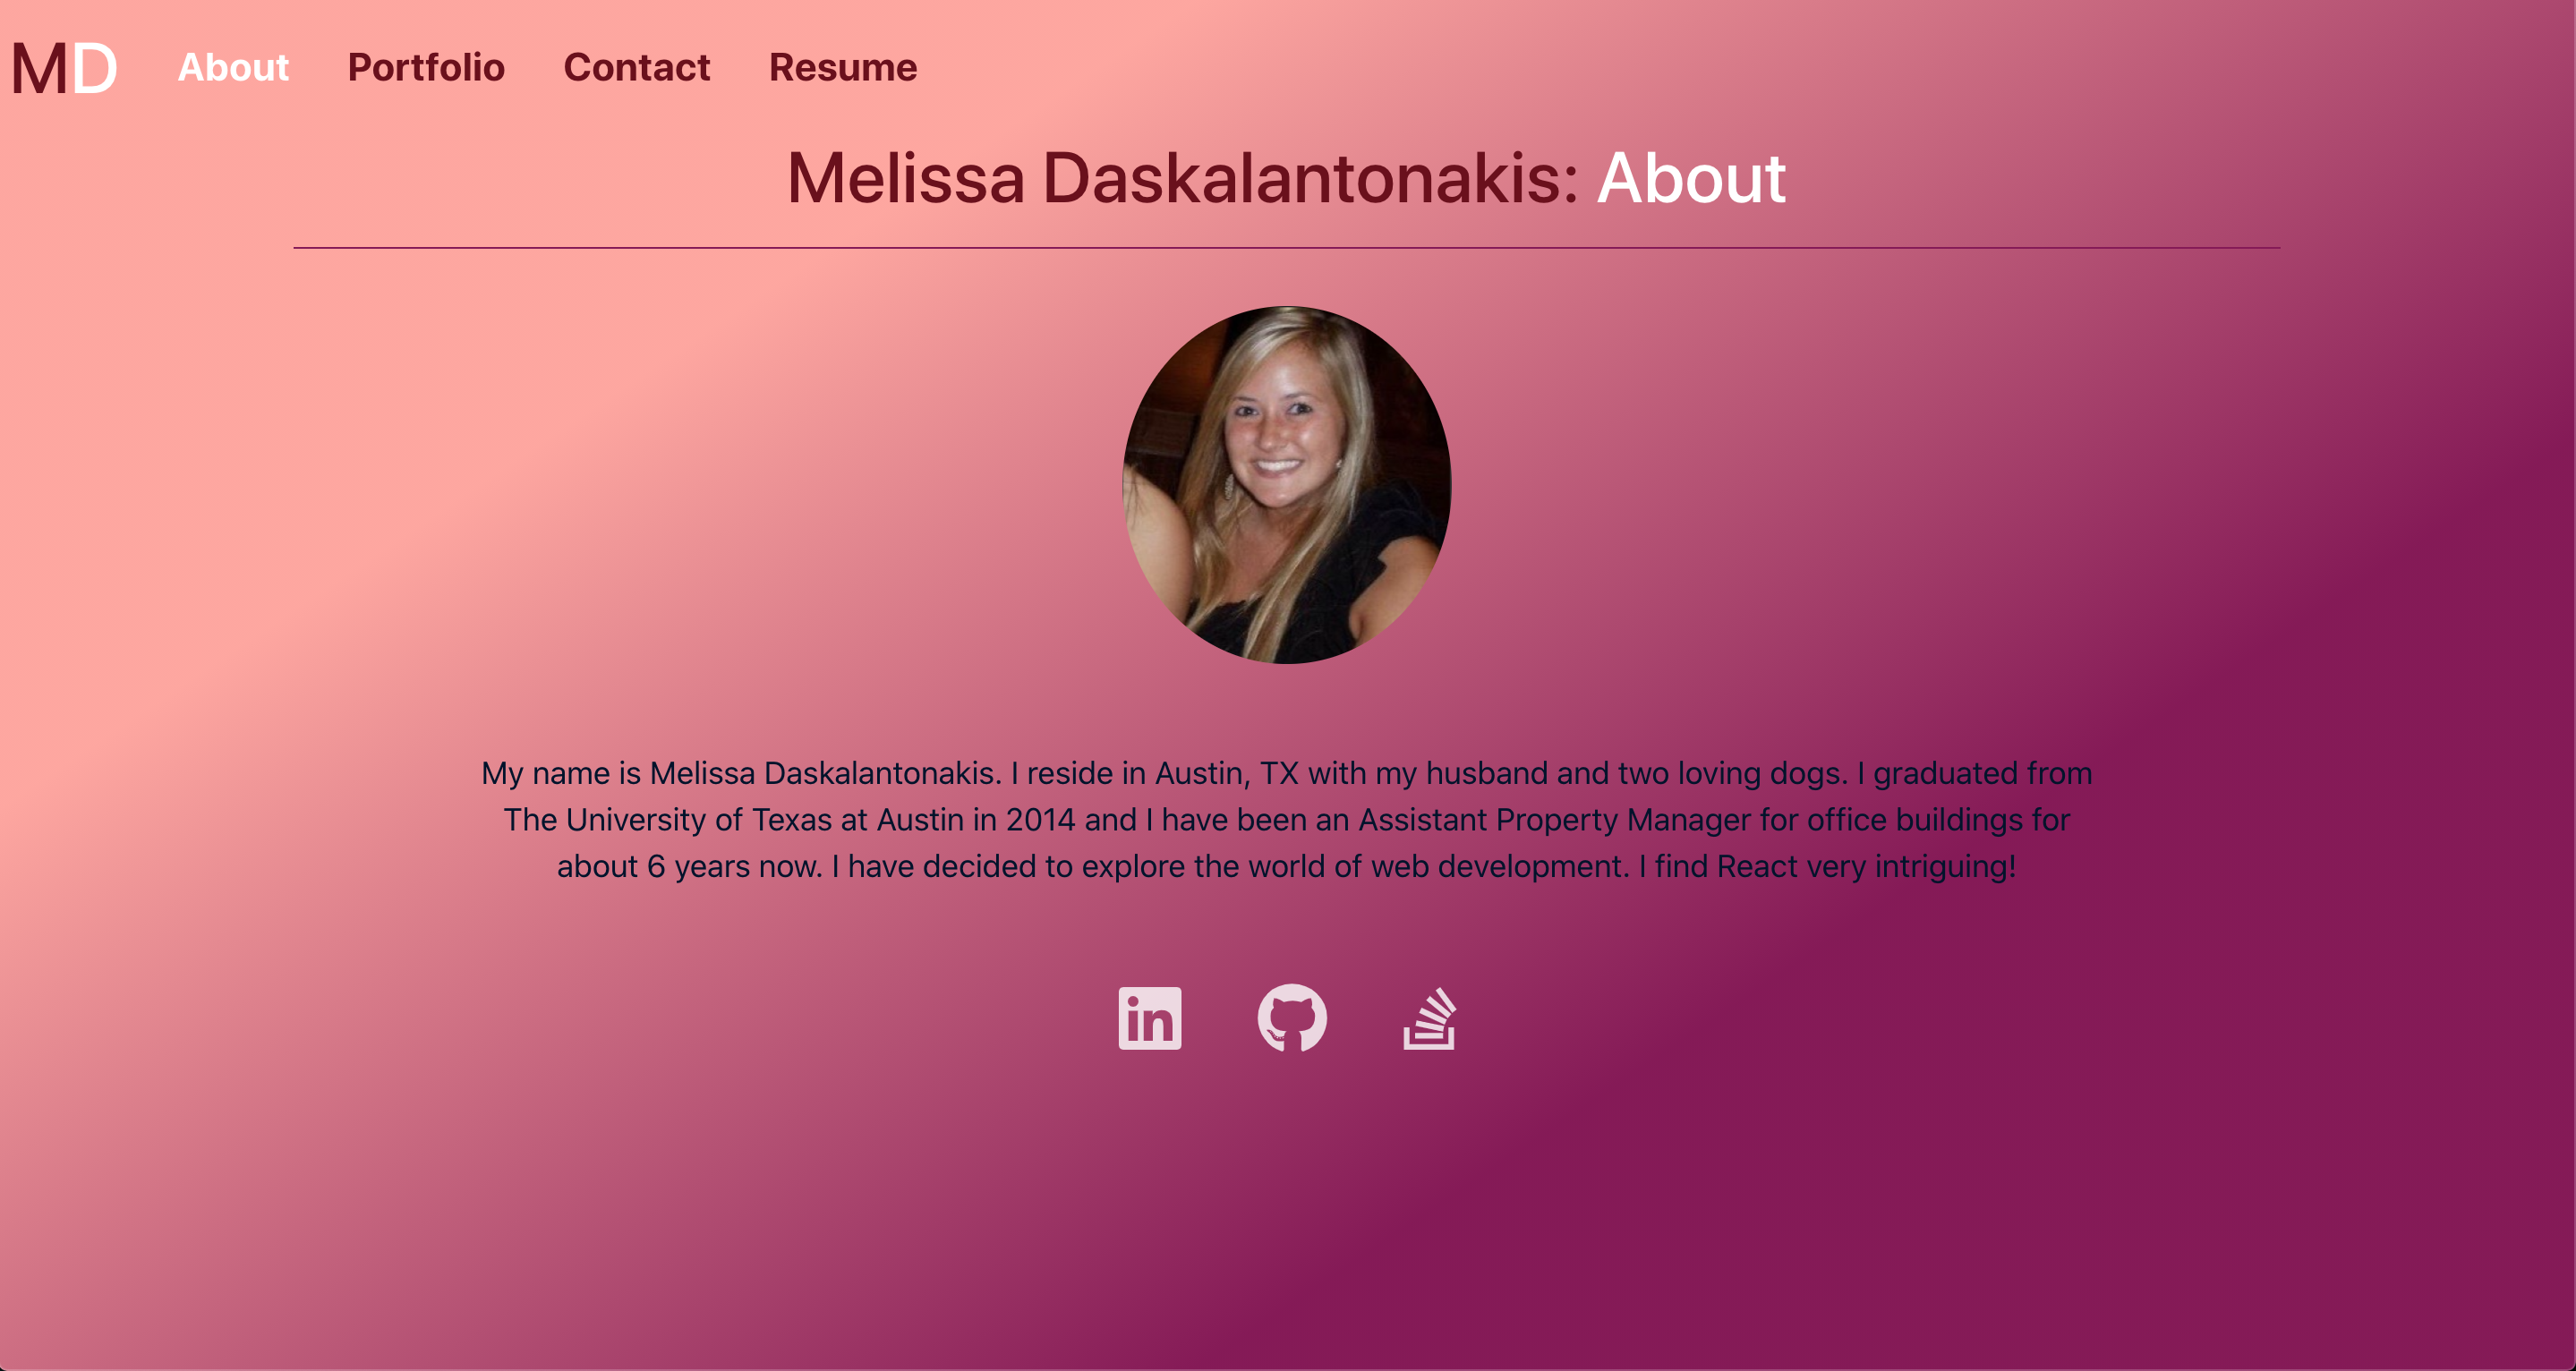 MD About Portfolio Contact Resume
Melissa Daskalantonakis: About
My name is Melissa Daskalantonakis. I reside in Austin, TX with my husband and two loving dogs. I graduated from
The University of Texas at Austin in 2014 and I have been an Assistant Property Manager for office buildings for
about 6 years now. I have decided to explore the world of web development. I find React very intriguing!
in